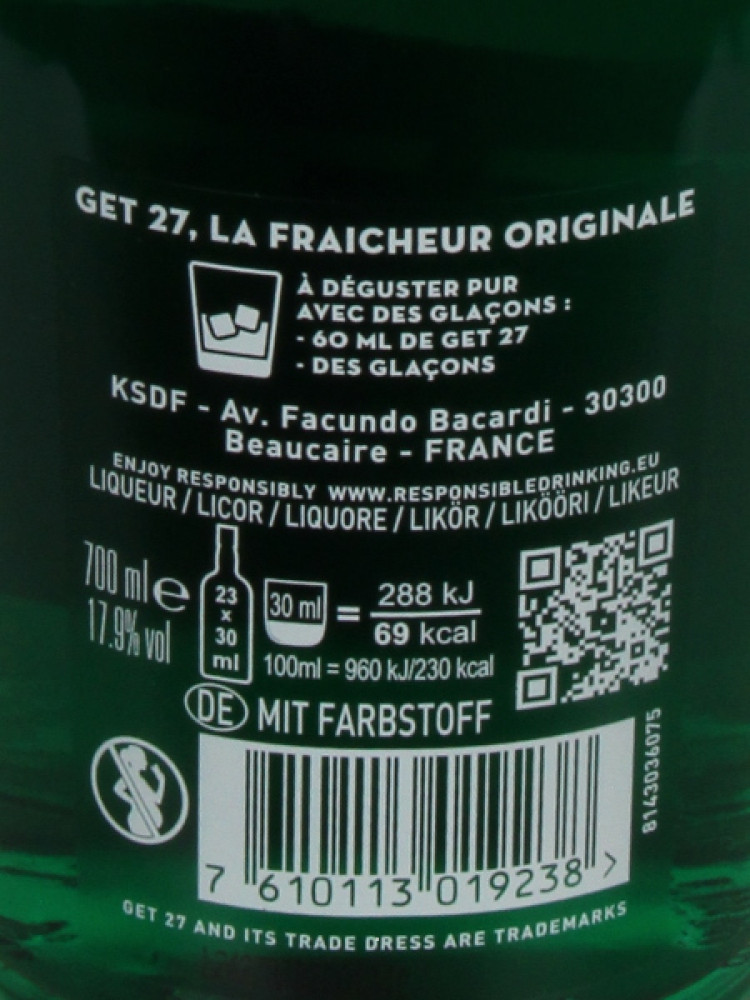 GET 27, LA FRAICHEUR ORIGINALE
À DÉGUSTER PUR
AVEC DES GLAÇONS :
- 60 ML DE GET 27
- DES GLAÇONS
KSDF - Av. Facundo Bacardi - 30300
Beaucaire - FRANCE
ENJOY RESPONSIBLY WWW.RESPONSIBLEDRINKING.EU
LIQUEUR / LICOR / LIQUORE / LIKÖR / LIKÖÖRI / LIKEUR
700 ml e
17.9% vol
23
x
30
ml
30 ml = 288 kJ
69 kcal
100ml = 960 kJ/230 kcal
DE MIT FARBSTOFF
8143036075
7 610113 019238 >
GET 27 AND ITS TRADE DRESS ARE TRADEMARKS